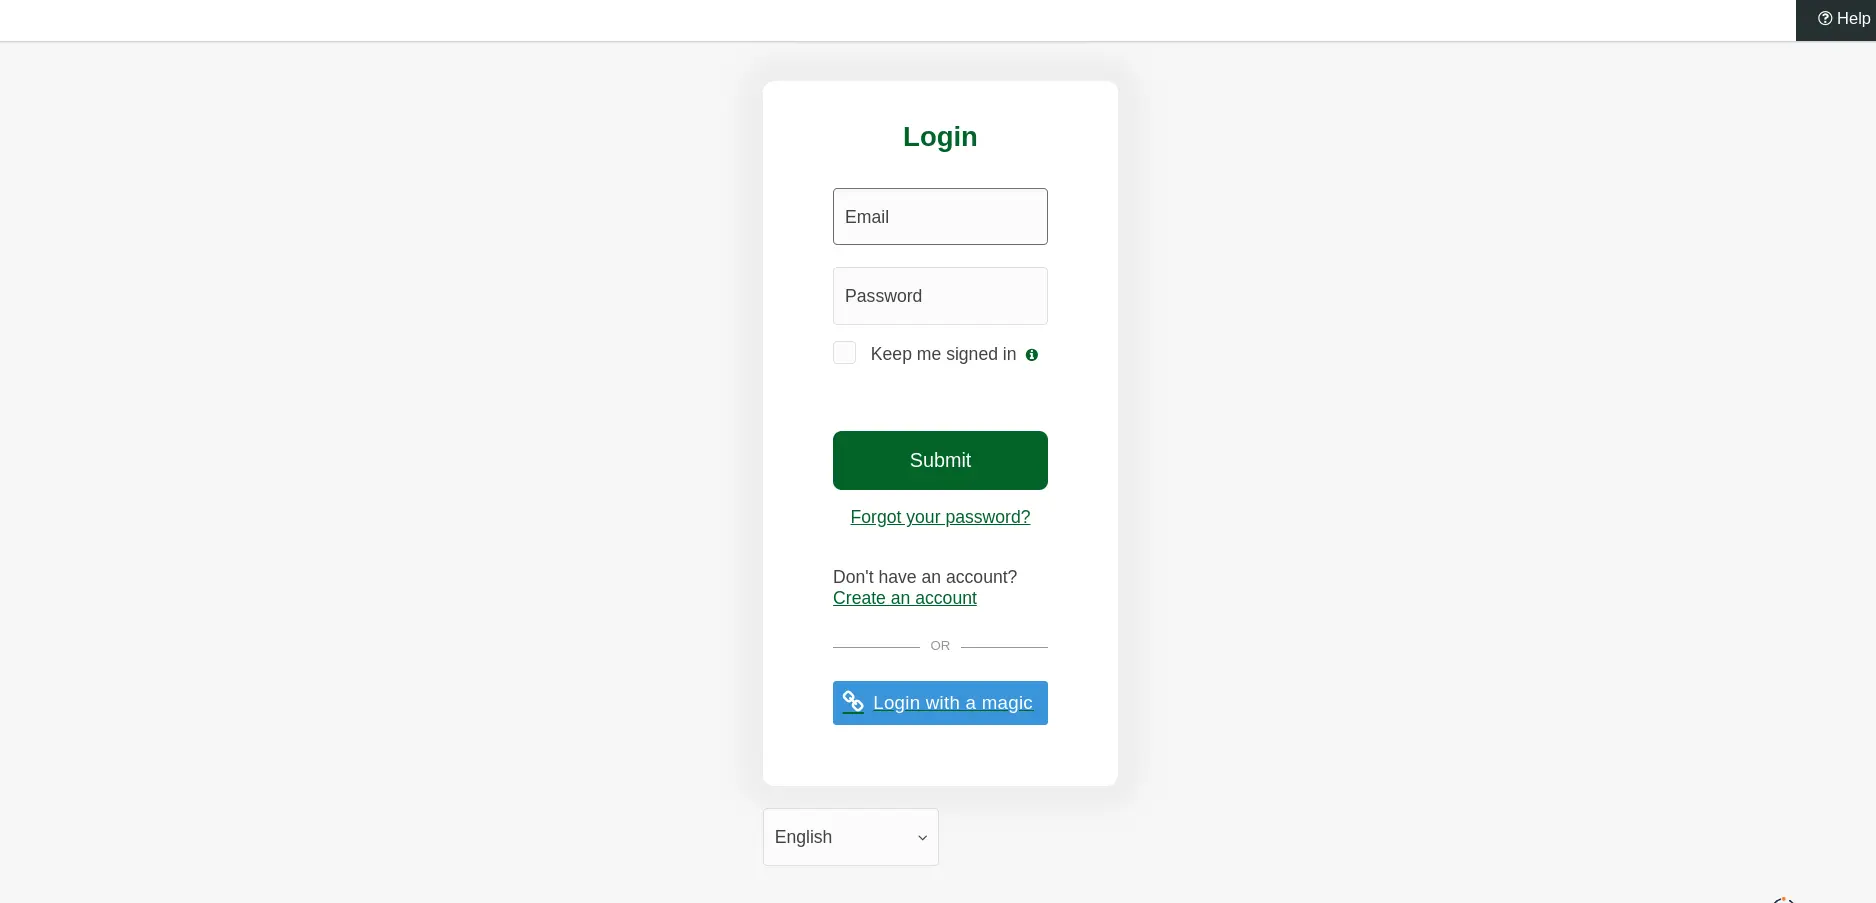 Help
Login
Email
Password
Keep me signed in
Submit
Forgot your password?
Don't have an account?
Create an account
OR
Login with a magic
English